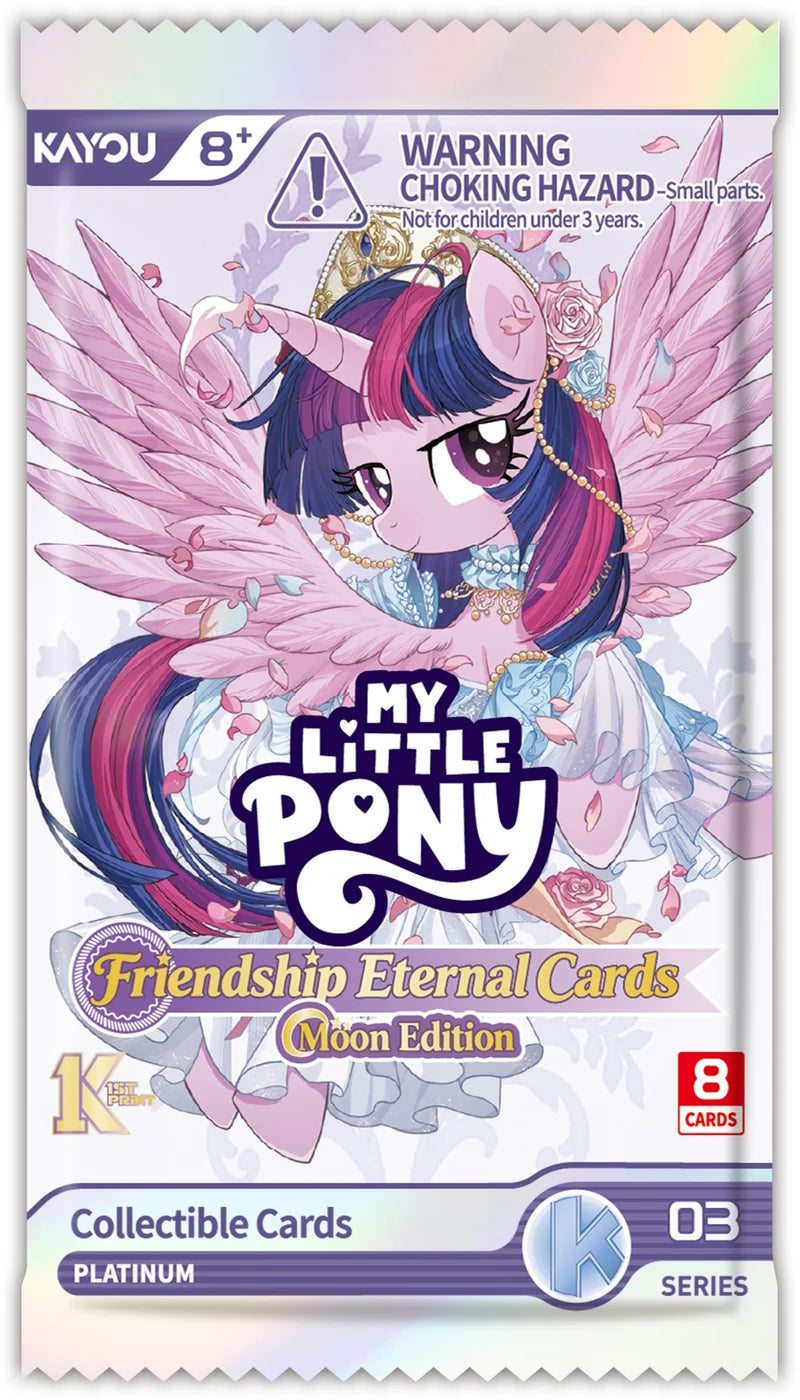 KAYOU 8+
WARNING
CHOKING HAZARD–Small parts.
Not for children under 3 years.
MY
LiTTLE
PONY
Friendship Eternal Cards
Moon Edition
1K 1ST
PRINT
8
CARDS
Collectible Cards
PLATINUM
K
03
SERIES